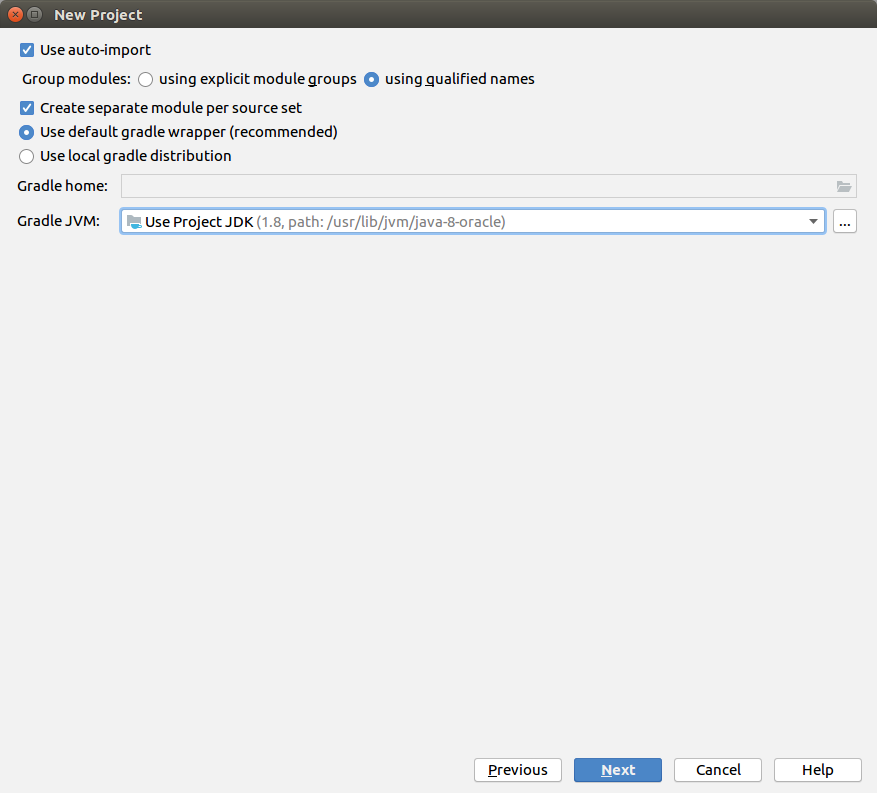 New Project
Use auto-import
Group modules: using explicit module groups using qualified names
Create separate module per source set
Use default gradle wrapper (recommended)
Use local gradle distribution
Gradle home:
Gradle JVM: Use Project JDK (1.8, path: /usr/lib/jvm/java-8-oracle) ...
Previous Next Cancel Help